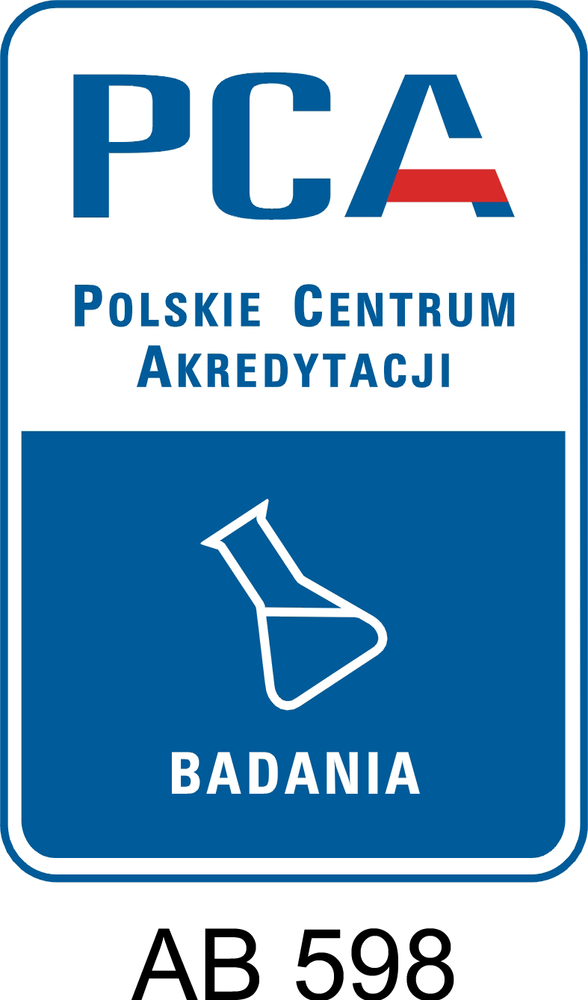 PCA
POLSKIE CENTRUM
AKREDYTACJI
BADANIA
AB 598